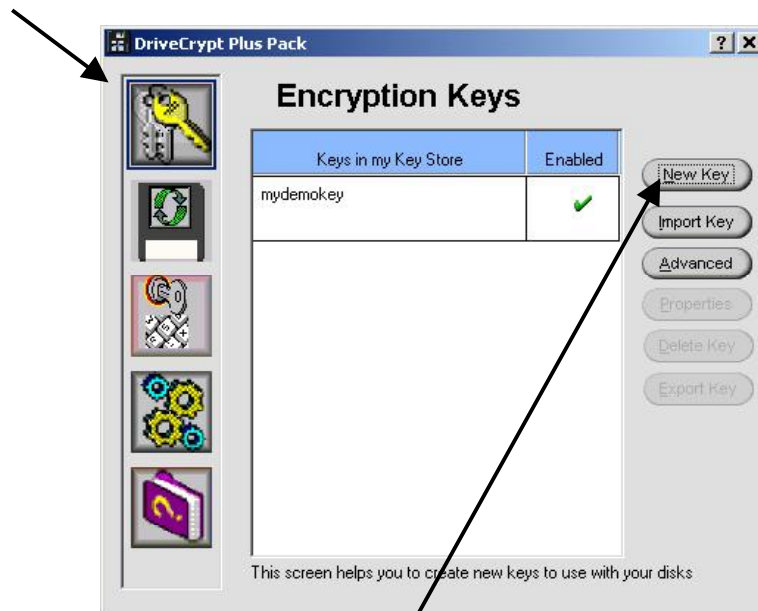 DriveCrypt Plus Pack
Encryption Keys
Keys in my Key Store Enabled
mydemokey
New Key
Import Key
Advanced
Properties
Delete Key
Export Key
This screen helps you to create new keys to use with your disks